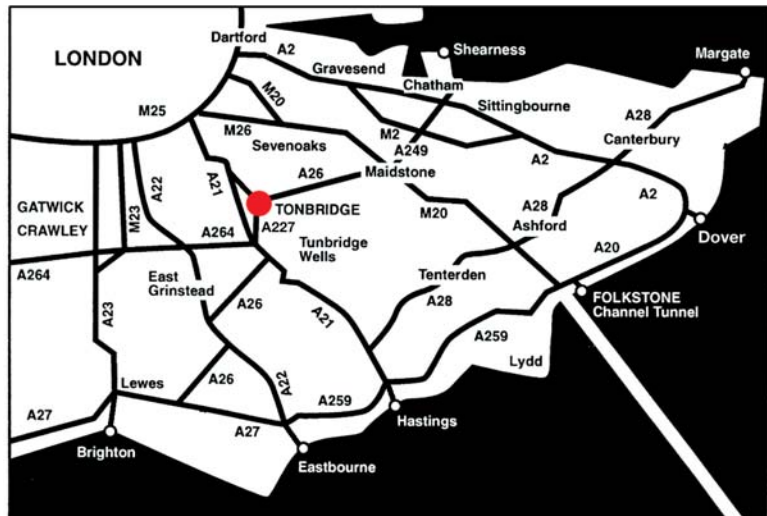 Dartford
A2
Shearness
Margate
LONDON
Gravesend
M20
Chatham
M25
Sittingbourne
A28
M26
M2
Canterbury
Sevenoaks
A249
A22
A21
A26
Maidstone
A2
A2
GATWICK
CRAWLEY
M23
TONBRIDGE
M20
A28
Ashford
Dover
A264
A227
Tunbridge
Wells
A20
A264
East
Grinstead
Tenterden
A28
FOLKSTONE
Channel Tunnel
A23
A26
A21
A259
Lydd
Lewes
A26
A22
A259
Hastings
A27
A27
Brighton
Eastbourne